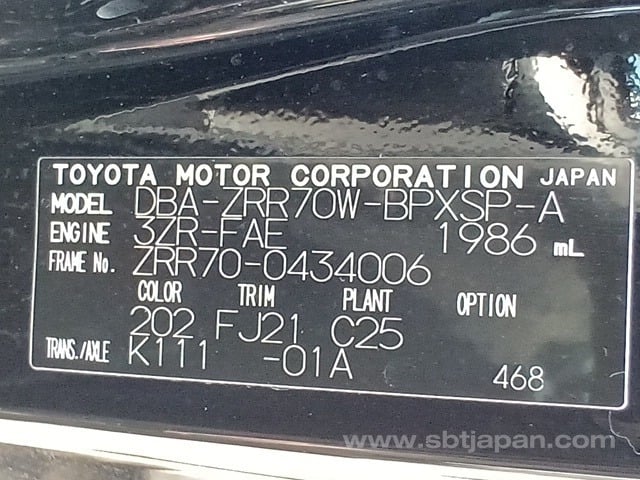 TOYOTA MOTOR CORPORATION JAPAN
MODEL DBA-ZRR70W-BPXSP-A
ENGINE 3ZR-FAE 1986 mL
FRAME No. ZRR70-0434006
COLOR TRIM PLANT OPTION
202 FJ21 C25
TRANS./AXLE K111 -01A 468
www.sbtjapan.com